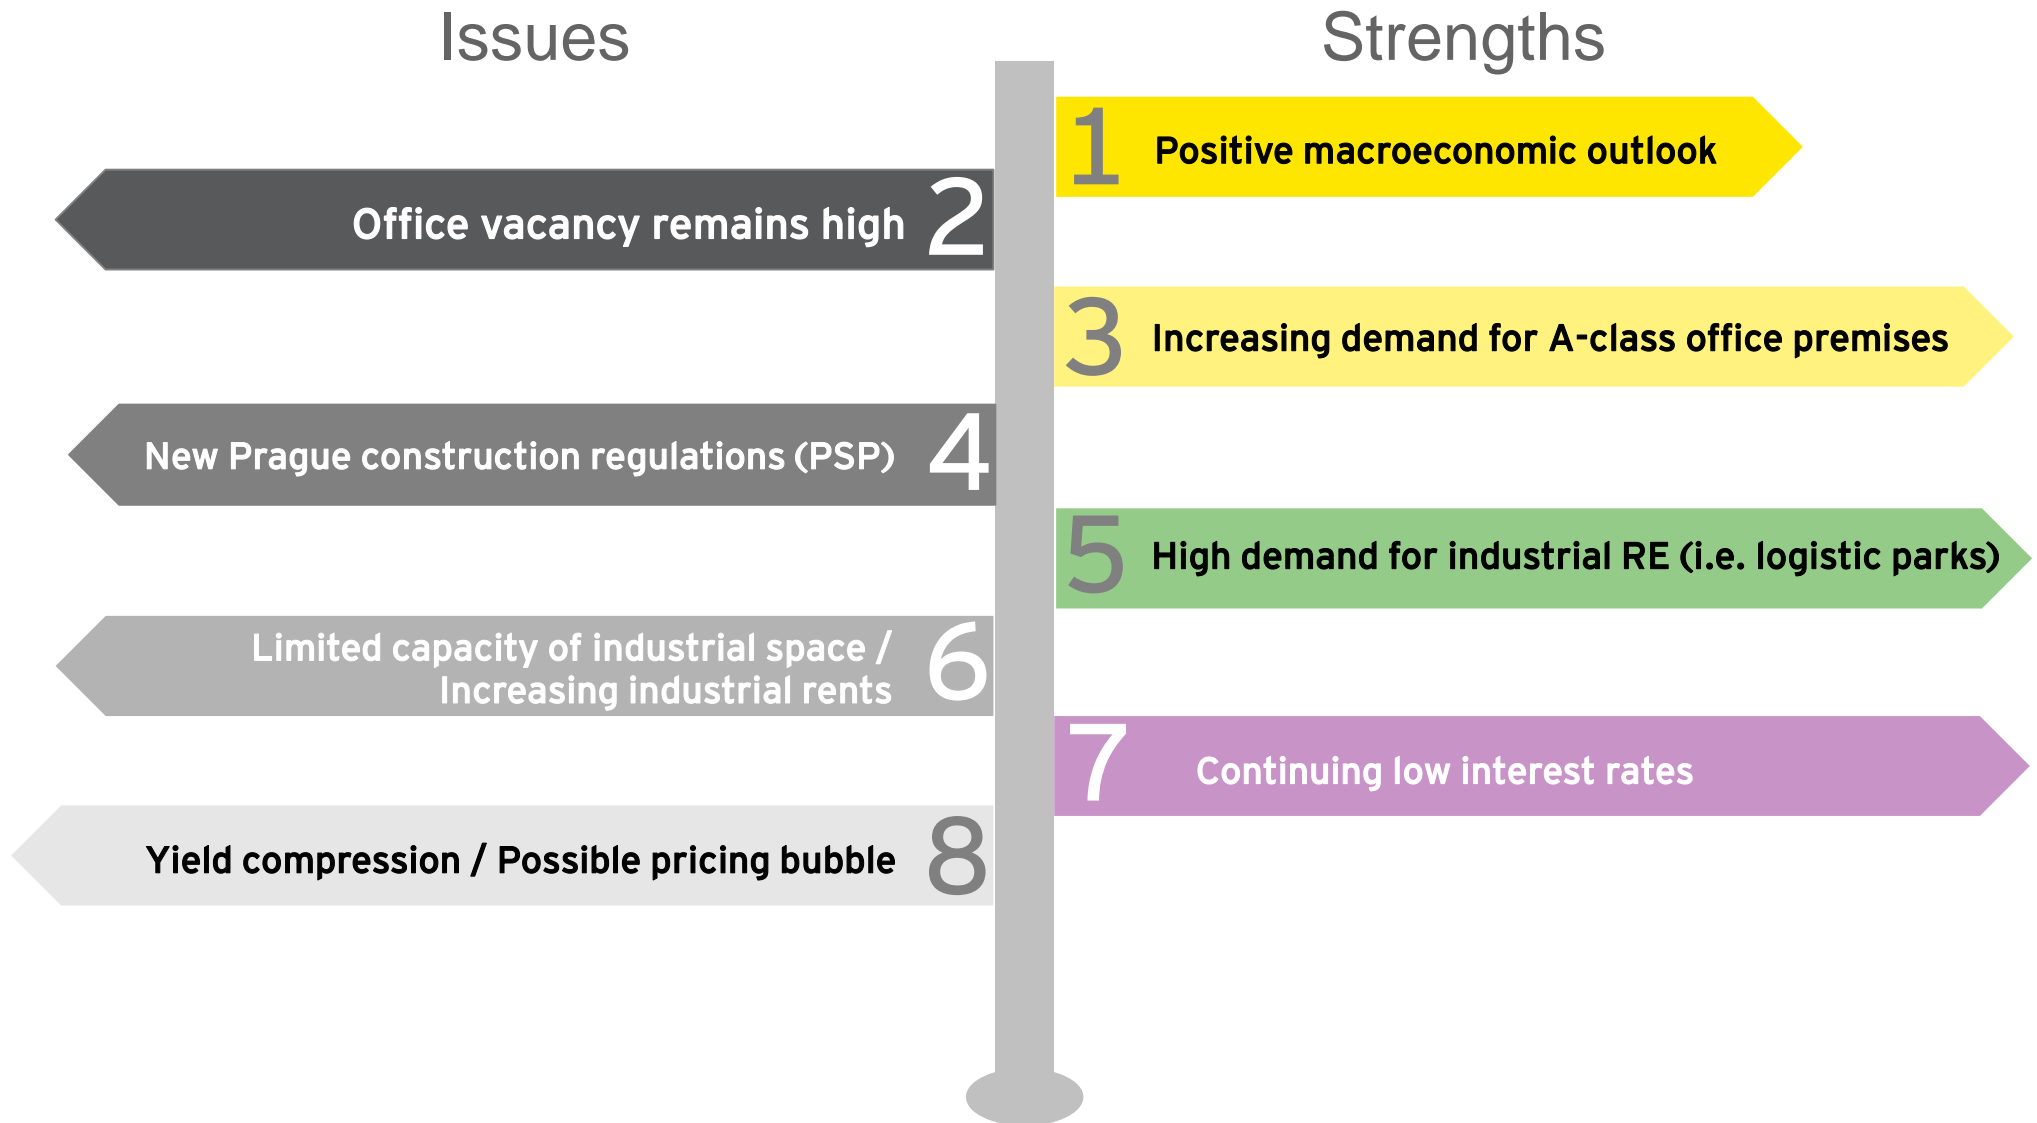 Issues
Strengths
1
Positive macroeconomic outlook
Office vacancy remains high
2
3
Increasing demand for A-class office premises
New Prague construction regulations (PSP)
4
5
High demand for industrial RE (i.e. logistic parks)
Limited capacity of industrial space /
Increasing industrial rents
6
7
Continuing low interest rates
Yield compression / Possible pricing bubble
8